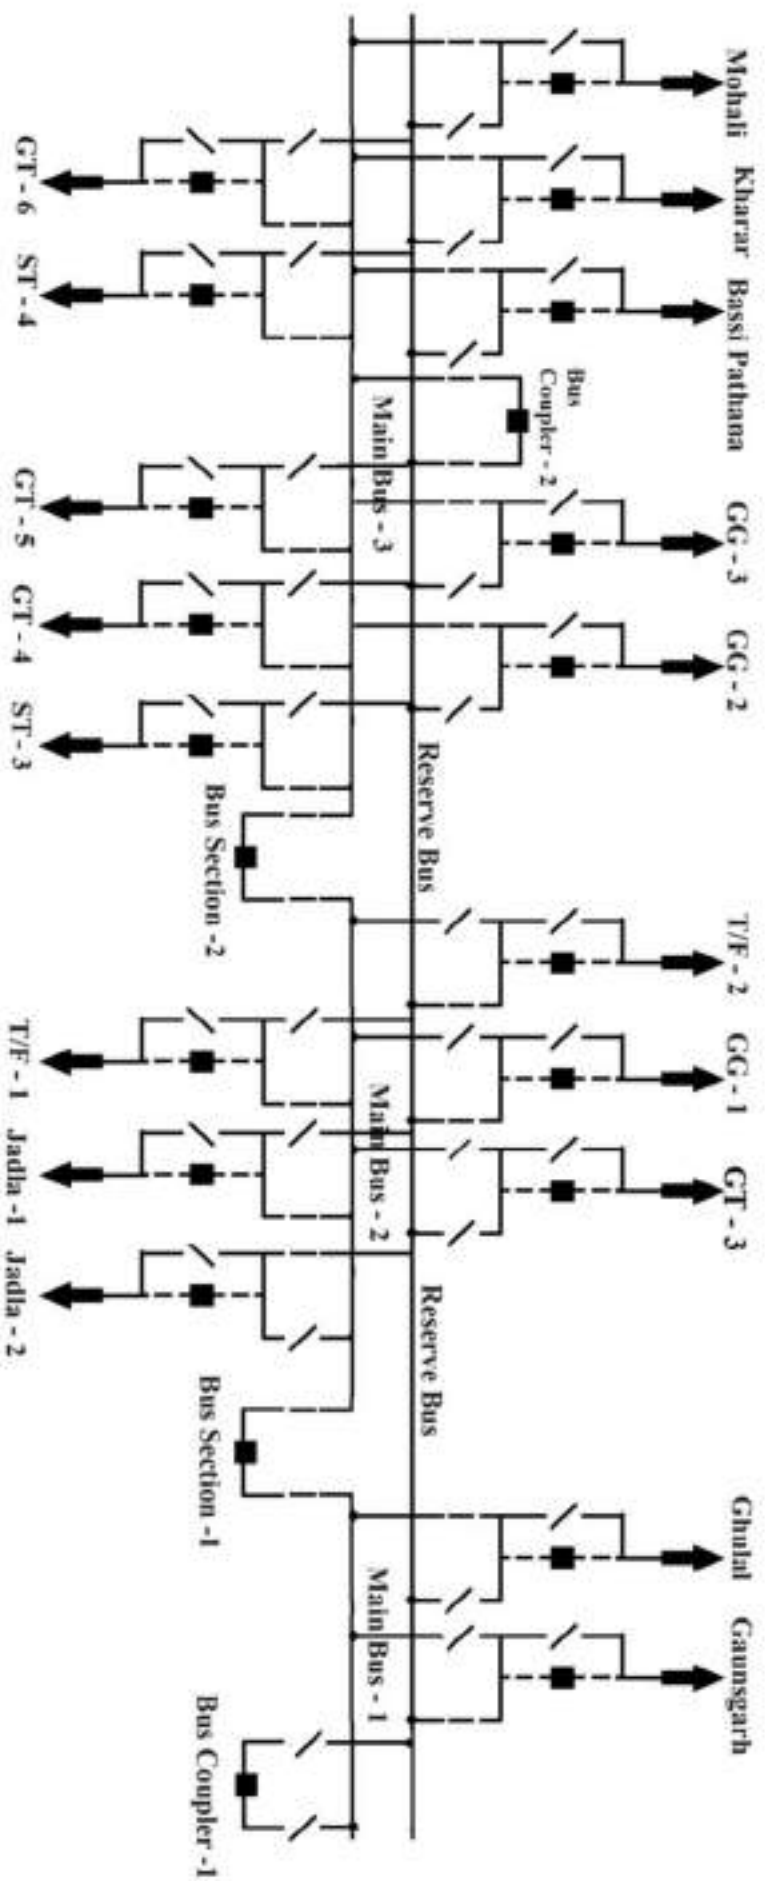 Mohali
Kharar
Bassi Pathana
GG - 3
GG - 2
T/F - 2
GG - 1
GT - 3
Ghulal
Gaunsgarh
Bus
Coupler - 2
Reserve Bus
Reserve Bus
Main Bus - 3
Main Bus - 2
Main Bus - 1
Bus Section -2
Bus Section -1
Bus Coupler -1
GT - 6
ST - 4
GT - 5
GT - 4
ST - 3
T/F - 1
Jadla -1
Jadla - 2